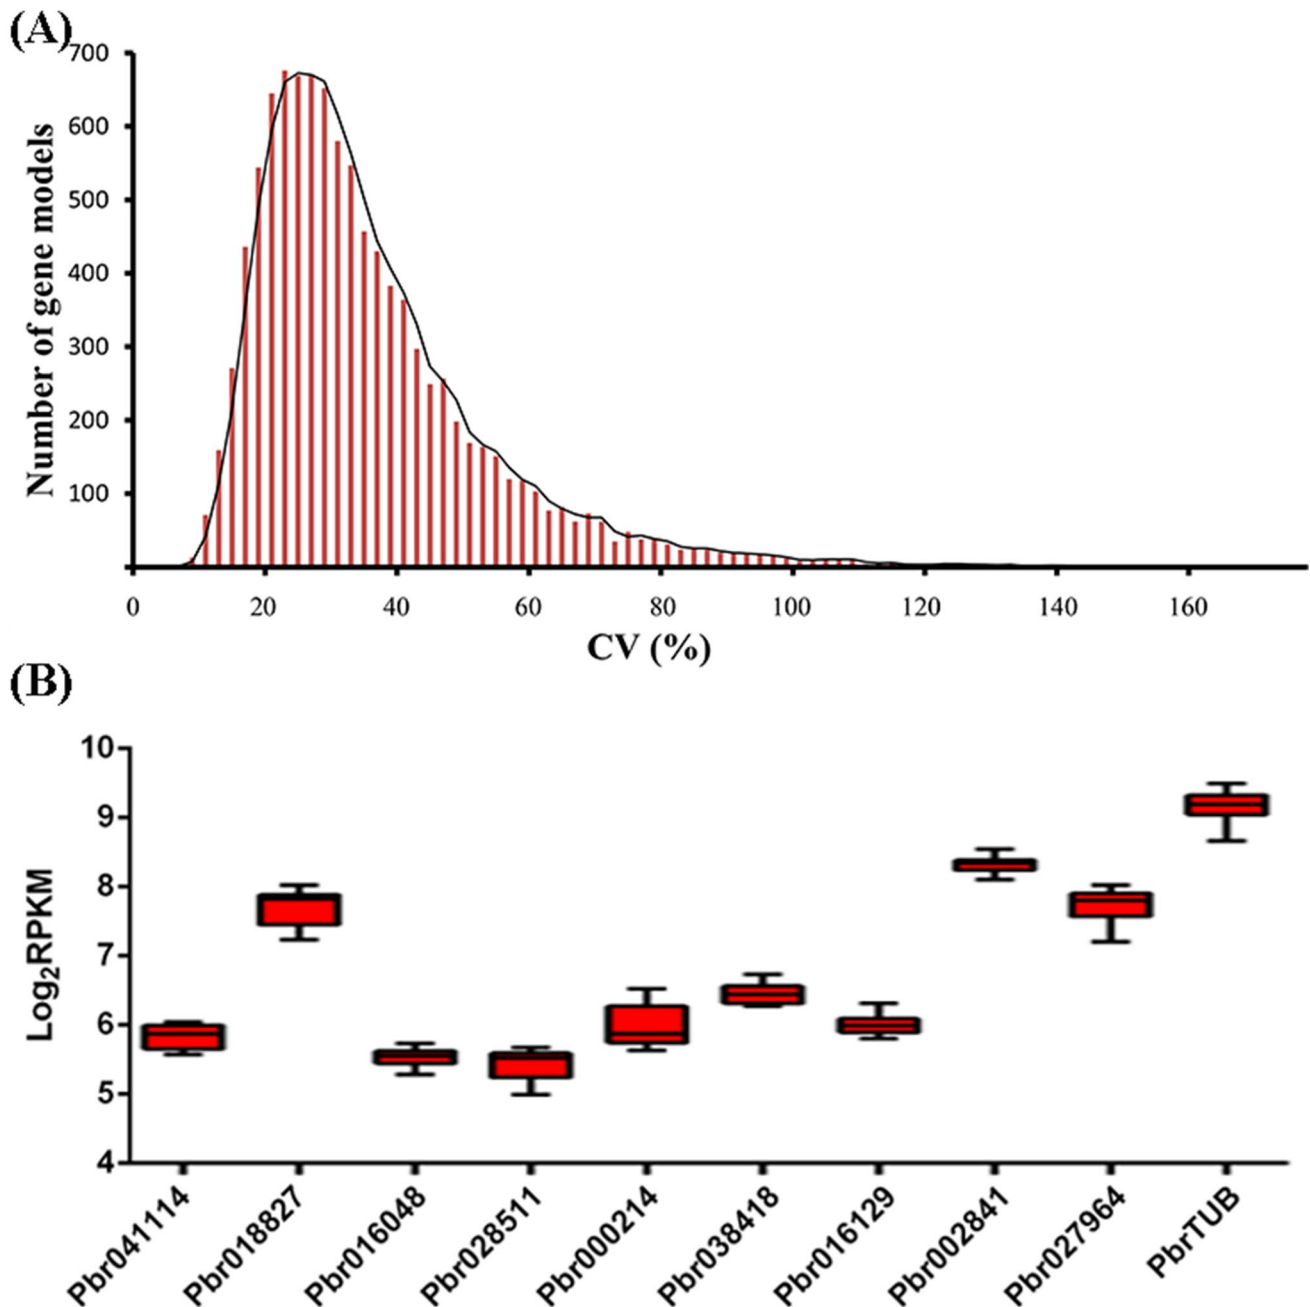 (A)
700
600
500
400
300
200
100
Number of gene models
0 20 40 60 80 100 120 140 160
CV (%)
(B)
10
9
8
7
6
5
4
Log₂RPKM
Pbr041114 Pbr018827 Pbr016048 Pbr028511 Pbr000214 Pbr038418 Pbr016129 Pbr002841 Pbr027964 PbrTUB